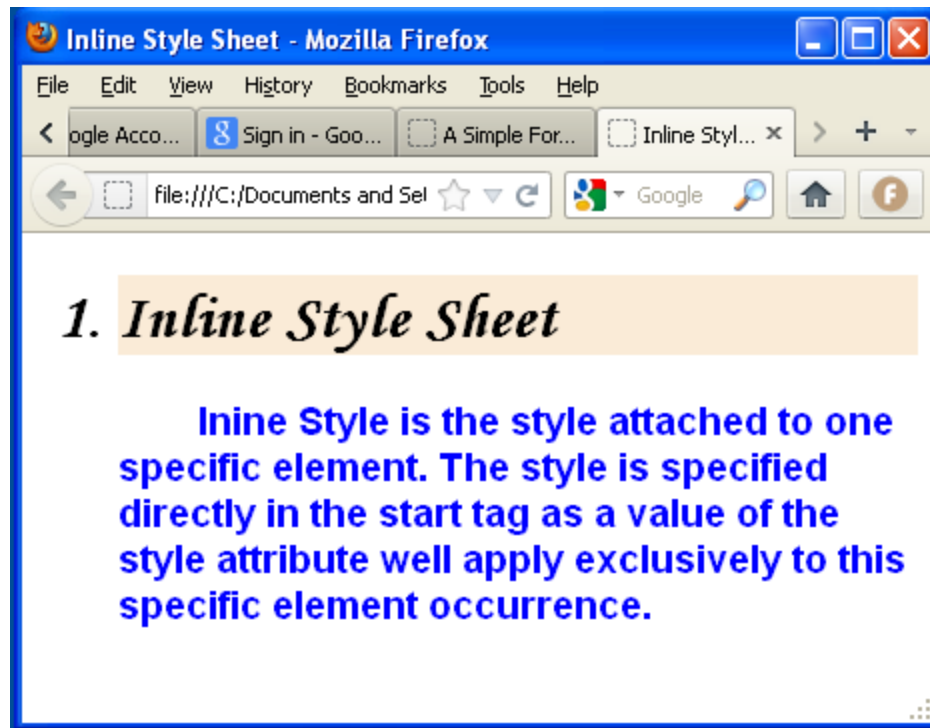 Inline Style Sheet - Mozilla Firefox
File Edit View History Bookmarks Tools Help
ogle Acco... Sign in - Goo... A Simple For... Inline Styl...
file:///C:/Documents and Set Google
1. Inline Style Sheet
Inine Style is the style attached to one
specific element. The style is specified
directly in the start tag as a value of the
style attribute well apply exclusively to this
specific element occurrence.